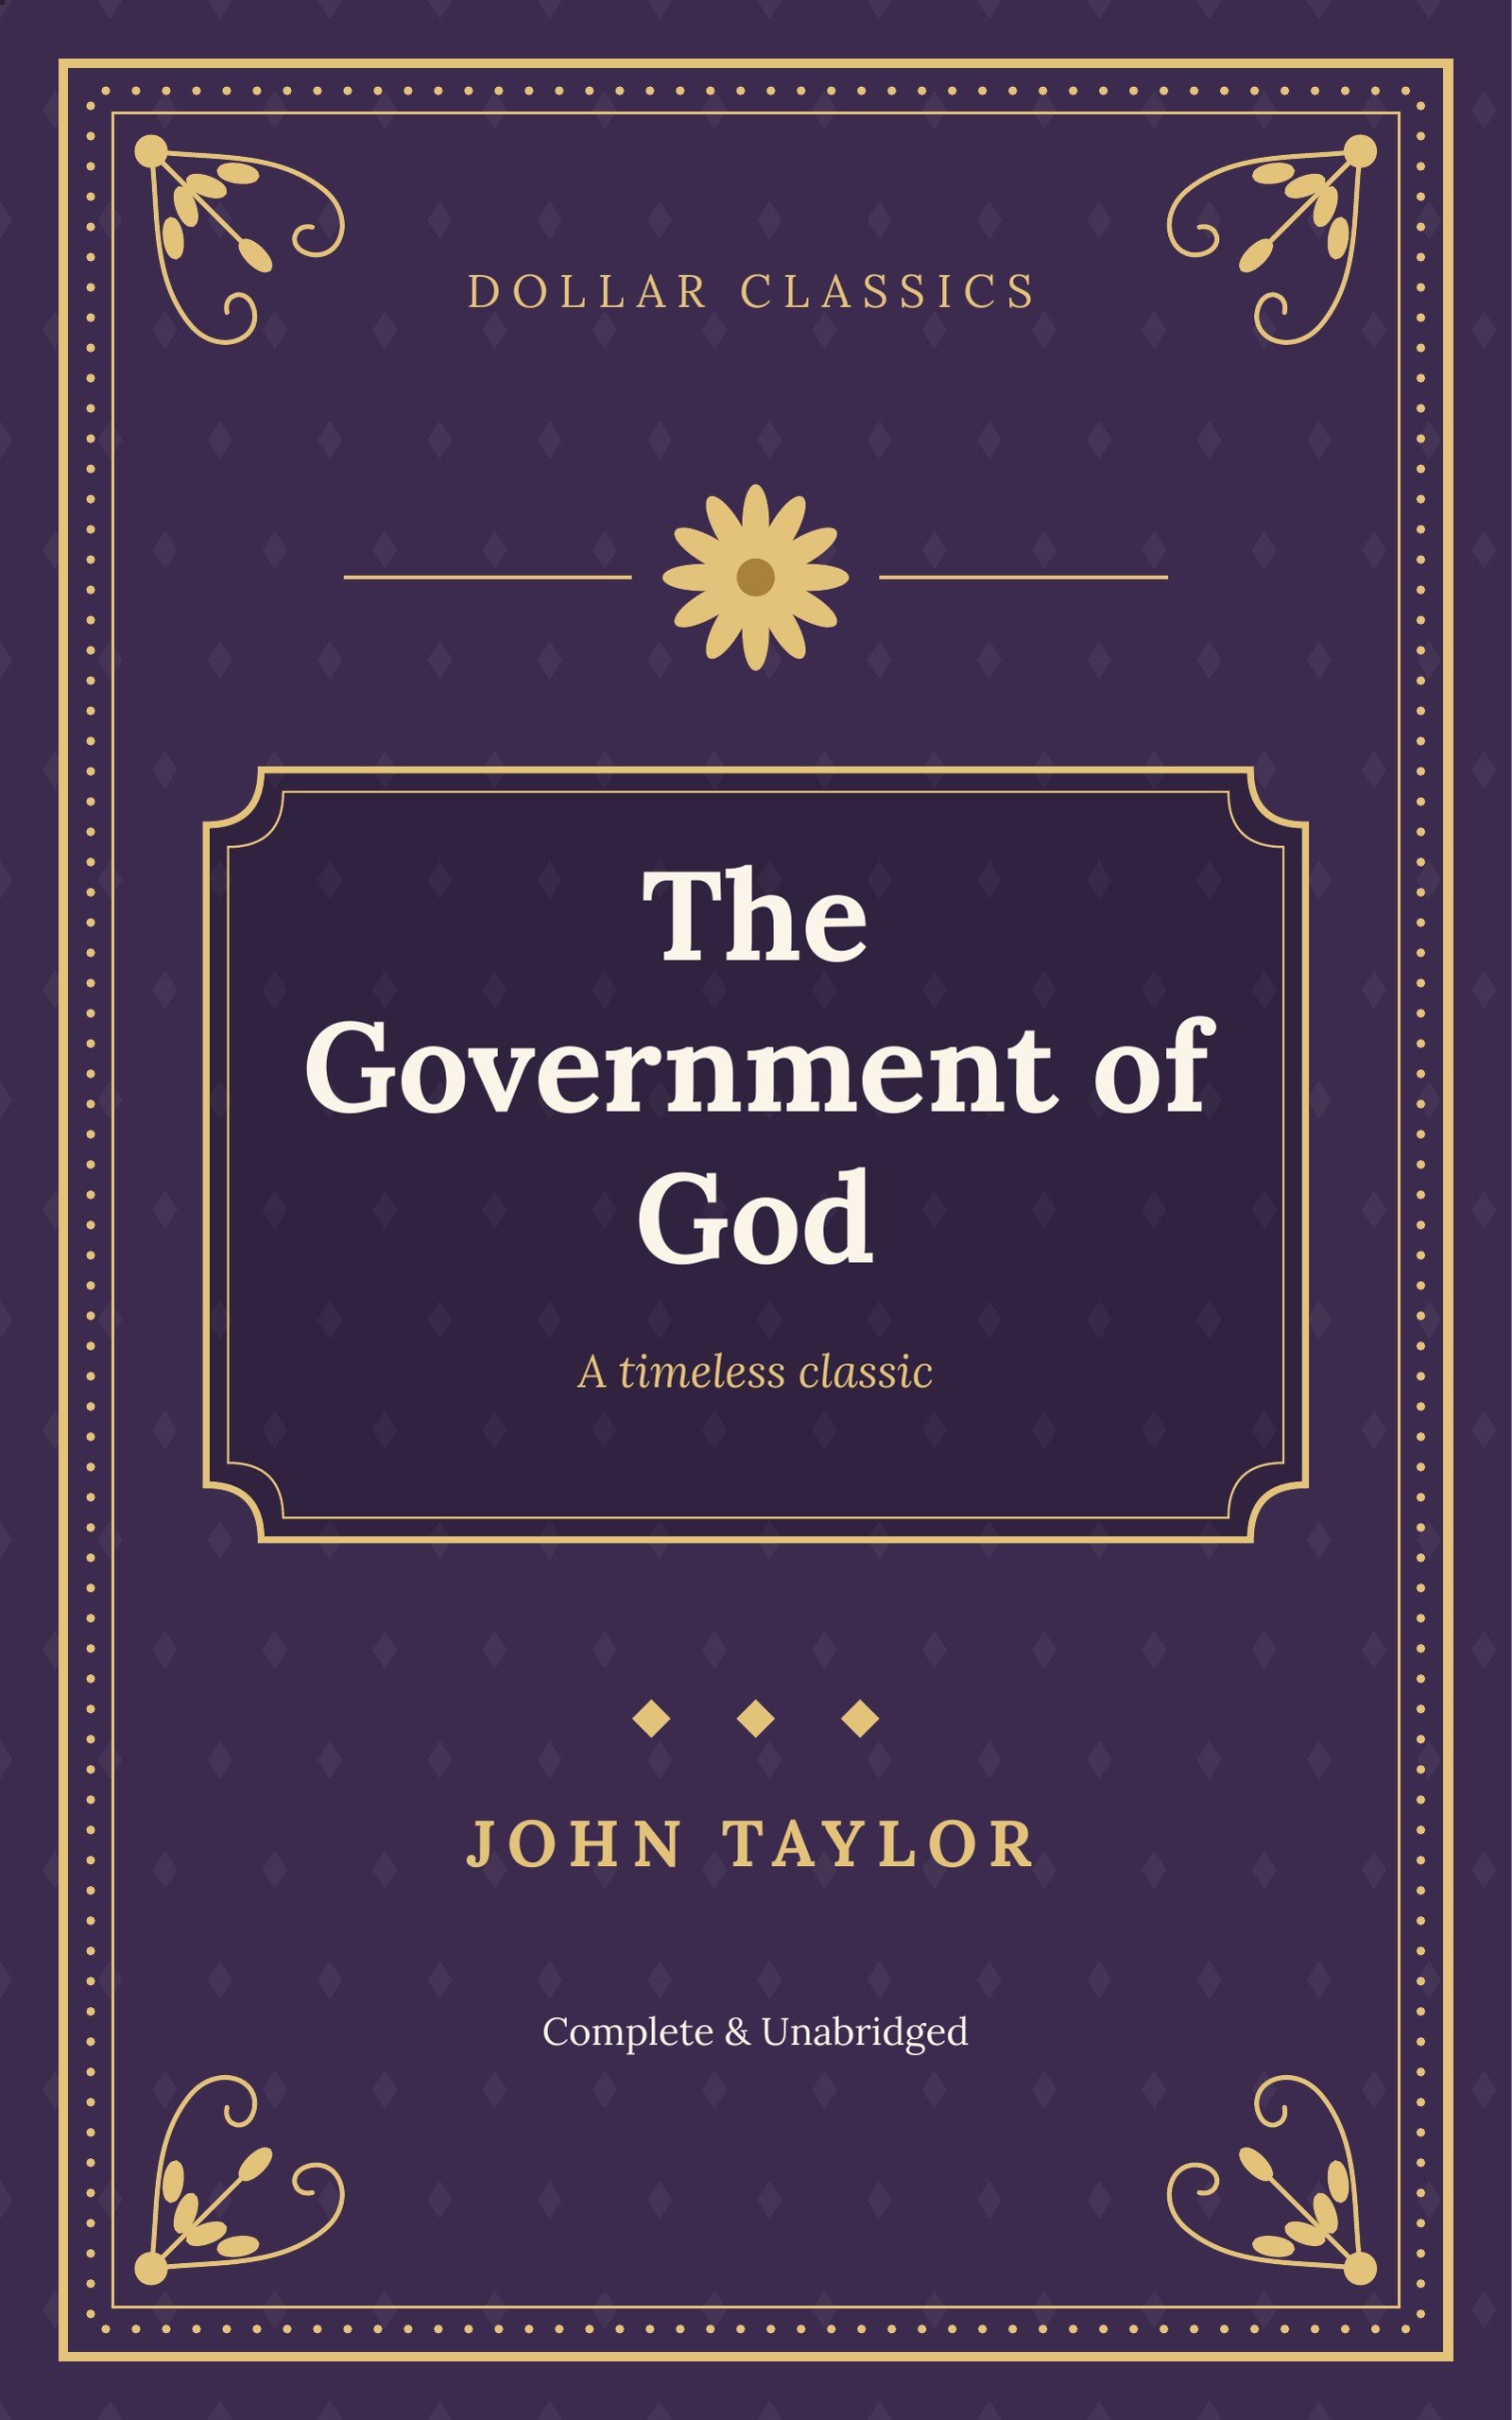 DOLLAR CLASSICS
The
Government of
God
A timeless classic
JOHN TAYLOR
Complete & Unabridged